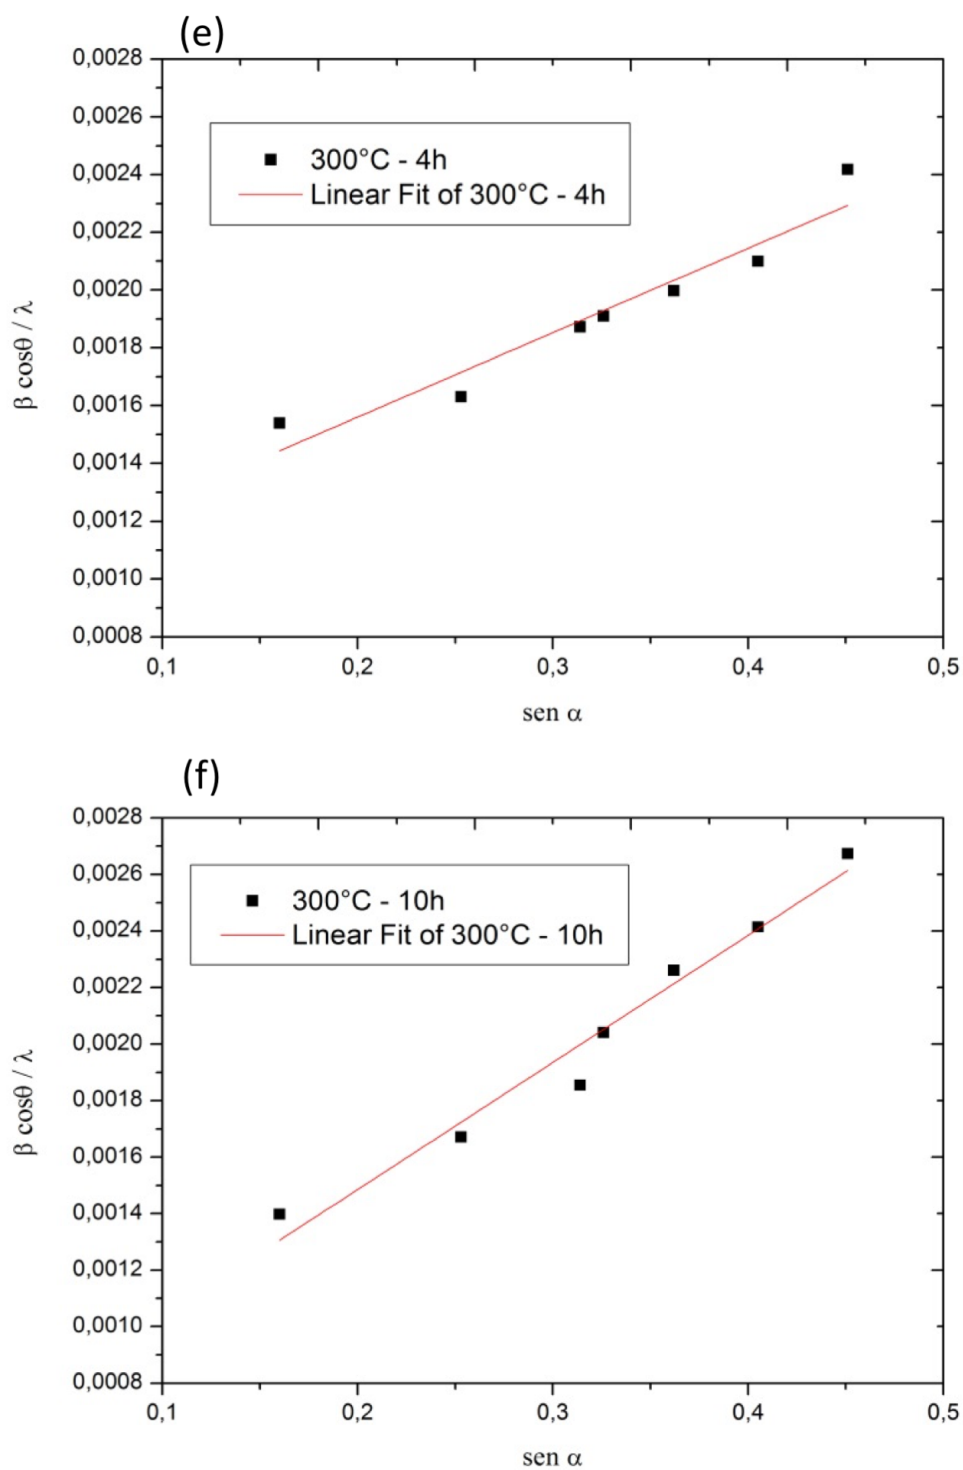 (e)
0,0028
0,0026
0,0024
0,0022
0,0020
0,0018
0,0016
0,0014
0,0012
0,0010
0,0008
β cosθ / λ
300°C - 4h
Linear Fit of 300°C - 4h
0,1 0,2 0,3 0,4 0,5
sen α
(f)
0,0028
0,0026
0,0024
0,0022
0,0020
0,0018
0,0016
0,0014
0,0012
0,0010
0,0008
β cosθ / λ
300°C - 10h
Linear Fit of 300°C - 10h
0,1 0,2 0,3 0,4 0,5
sen α